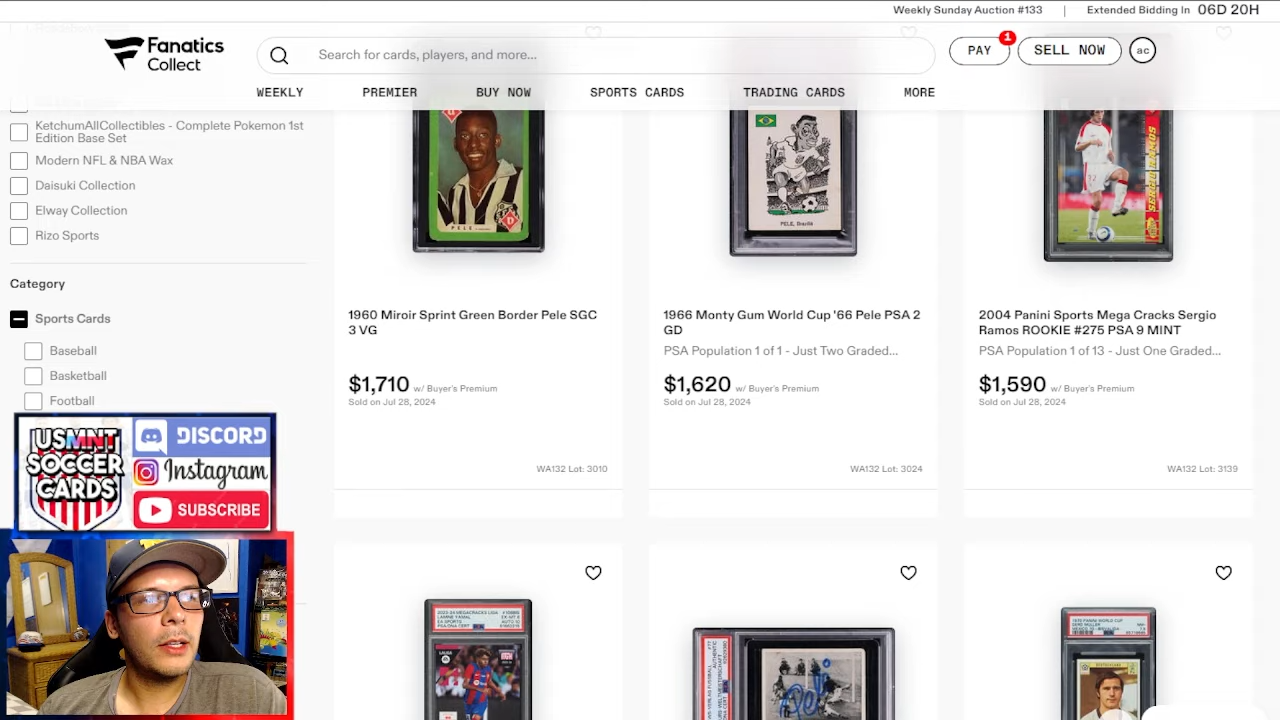 Weekly Sunday Auction #133 | Extended Bidding In 06D 20H
Fanatics
Collect
Search for cards, players, and more...
PAY
1
SELL NOW
ac
WEEKLY
PREMIER
BUY NOW
SPORTS CARDS
TRADING CARDS
MORE
KetchumAllCollectibles - Complete Pokemon 1st
Edition Base Set
Modern NFL & NBA Wax
Daisuki Collection
Elway Collection
Rizo Sports
Category
Sports Cards
Baseball
Basketball
Football
PELE
PELE, Brasile
SERGIO RAMOS
1960 Miroir Sprint Green Border Pele SGC
3 VG
$1,710 w/ Buyer's Premium
Sold on Jul 28, 2024
WA132 Lot: 3010
1966 Monty Gum World Cup '66 Pele PSA 2
GD
PSA Population 1 of 1 - Just Two Graded...
$1,620 w/ Buyer's Premium
Sold on Jul 28, 2024
WA132 Lot: 3024
2004 Panini Sports Mega Cracks Sergio
Ramos ROOKIE #275 PSA 9 MINT
PSA Population 1 of 13 - Just One Graded...
$1,590 w/ Buyer's Premium
Sold on Jul 28, 2024
WA132 Lot: 3139
USMNT
SOCCER
CARDS
DISCORD
Instagram
SUBSCRIBE